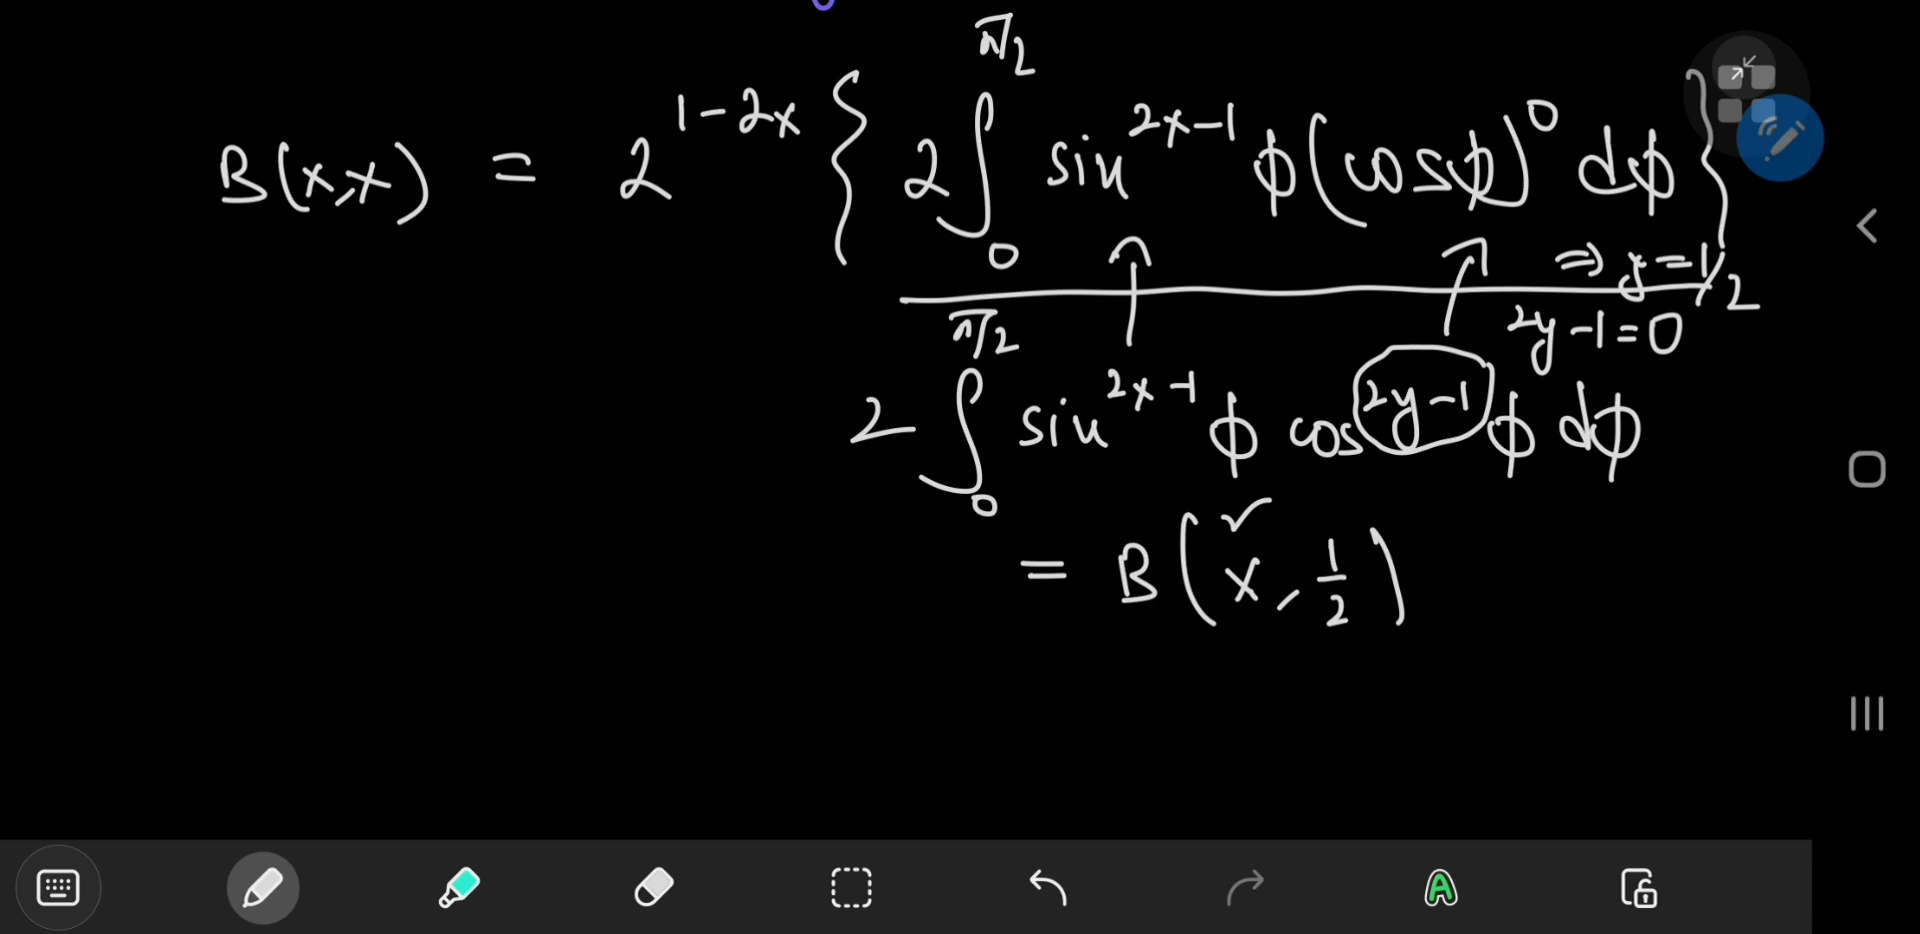 B(x,x) = 2^{1-2x} { 2 ∫_0^{π/2} sin^{2x-1} ϕ (cosϕ)^0 dϕ }
⇒ y = 1/2
2y - 1 = 0
2 ∫_0^{π/2} sin^{2x-1} ϕ cos^{2y-1} ϕ dϕ
= B(x, 1/2)